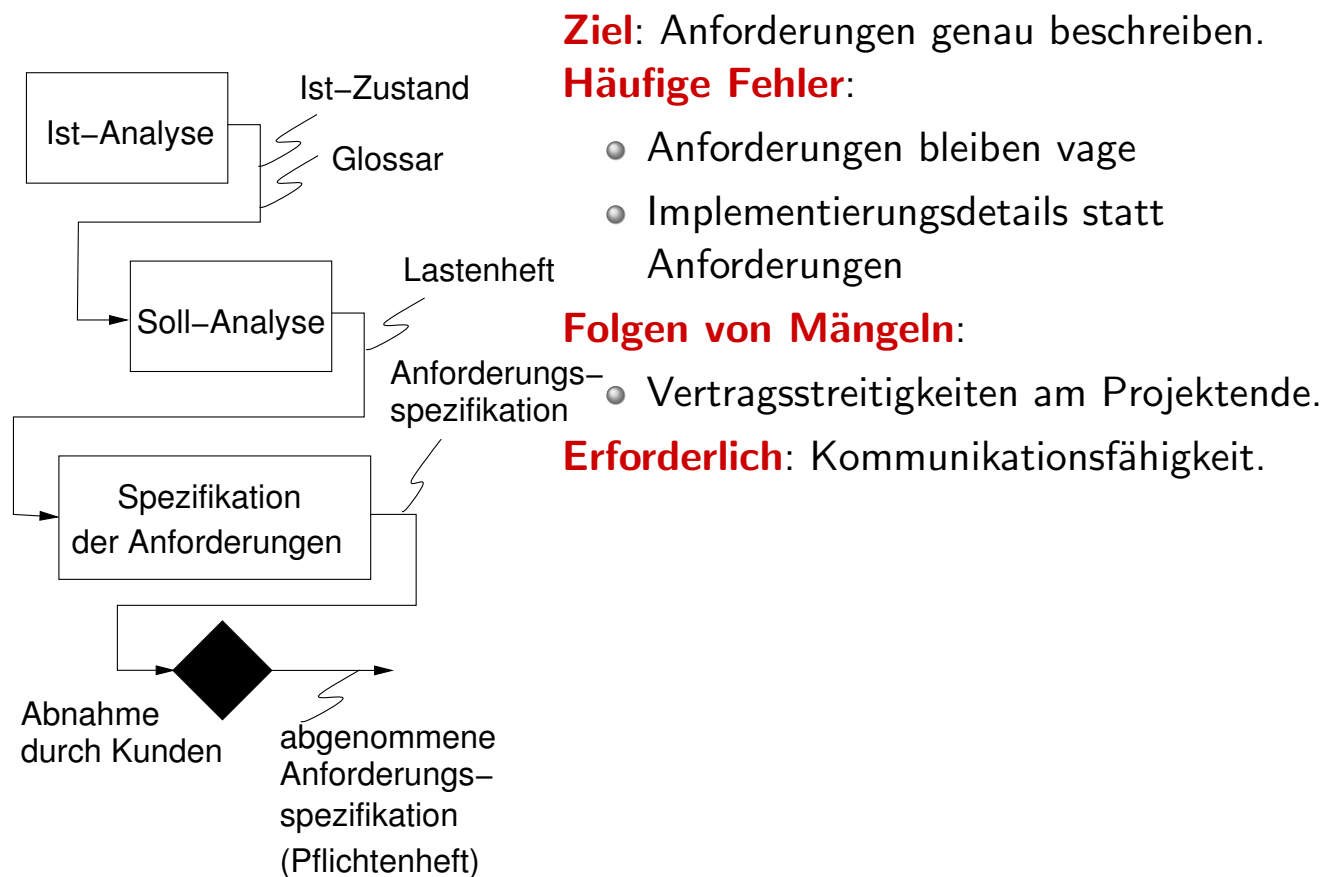 Ist–Analyse
Ist–Zustand
Glossar
Soll–Analyse
Lastenheft
Anforderungs–
spezifikation
Spezifikation
der Anforderungen
Abnahme
durch Kunden
abgenommene
Anforderungs–
spezifikation
(Pflichtenheft)
Ziel: Anforderungen genau beschreiben.
Häufige Fehler:
Anforderungen bleiben vage
Implementierungsdetails statt
Anforderungen
Folgen von Mängeln:
Vertragsstreitigkeiten am Projektende.
Erforderlich: Kommunikationsfähigkeit.